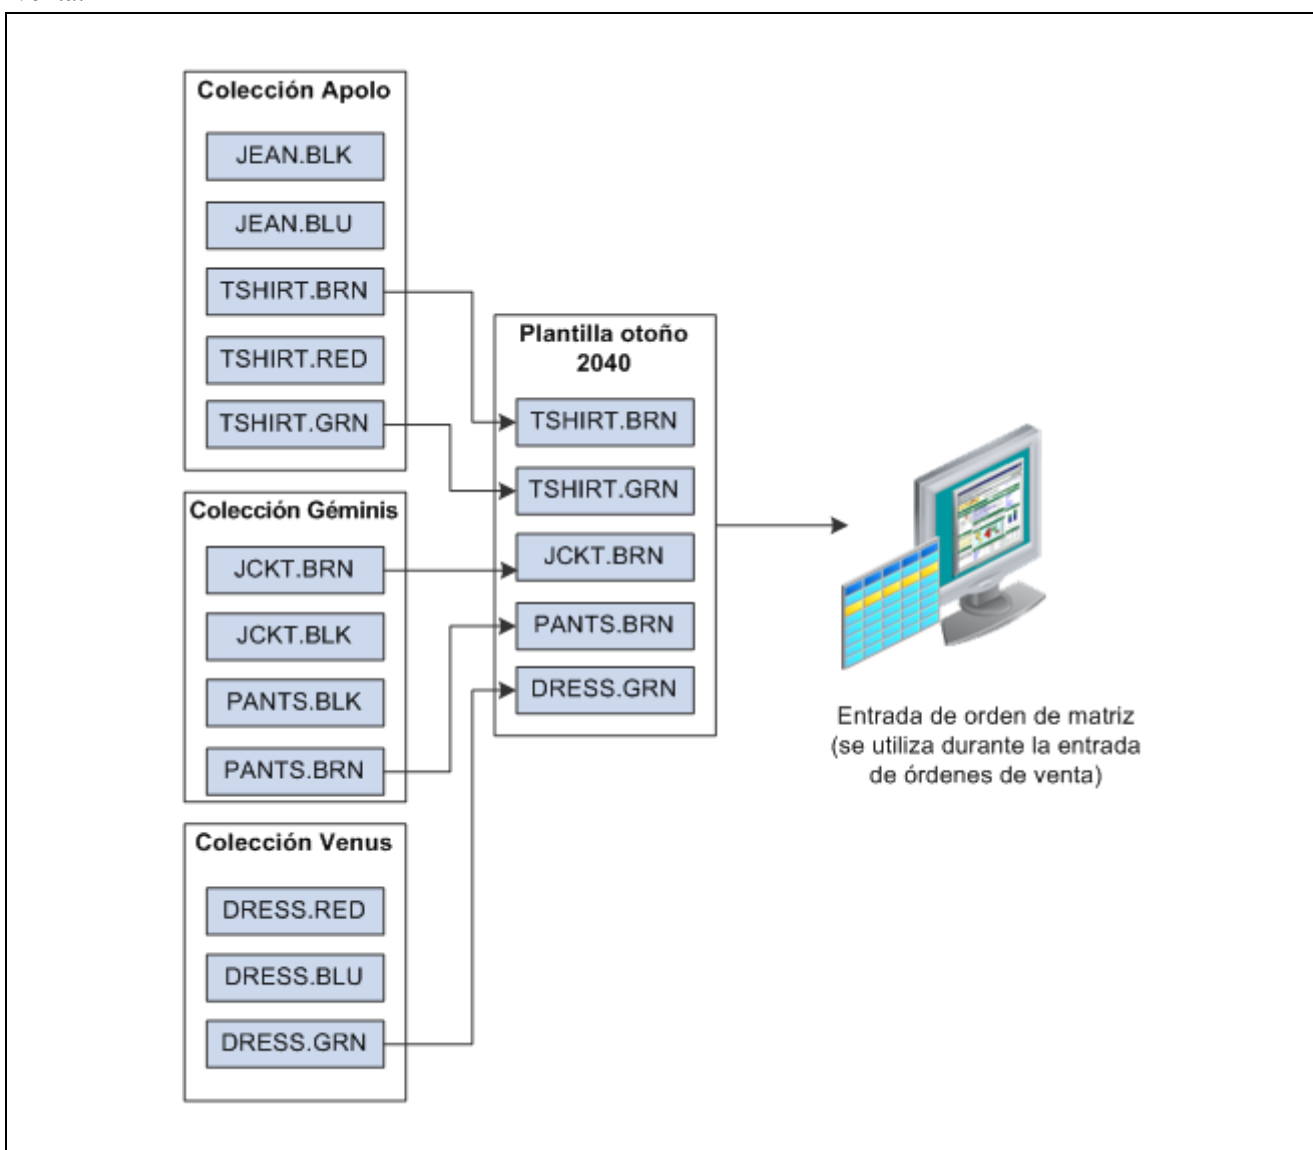 Colección Apolo
JEAN.BLK
JEAN.BLU
TSHIRT.BRN
TSHIRT.RED
TSHIRT.GRN
Colección Géminis
JCKT.BRN
JCKT.BLK
PANTS.BLK
PANTS.BRN
Colección Venus
DRESS.RED
DRESS.BLU
DRESS.GRN
Plantilla otoño
2040
TSHIRT.BRN
TSHIRT.GRN
JCKT.BRN
PANTS.BRN
DRESS.GRN
Entrada de orden de matriz
(se utiliza durante la entrada
de órdenes de venta)